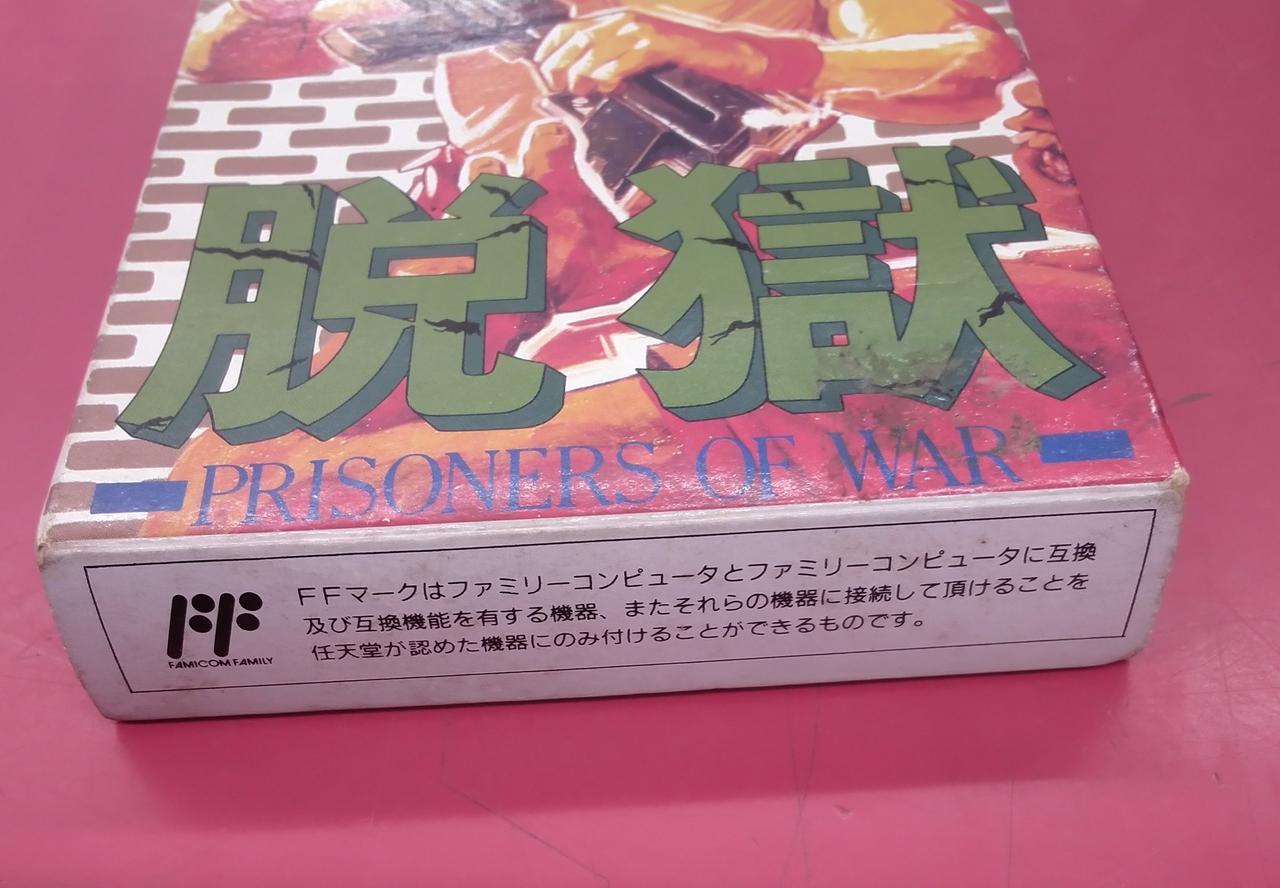 脱獄
PRISONERS OF WAR
FF
FAMICOM FAMILY
FFマークはファミリーコンピュータとファミリーコンピュータに互換
及び互換機能を有する機器、またそれらの機器に接続して頂けることを
任天堂が認めた機器にのみ付けることができるものです。